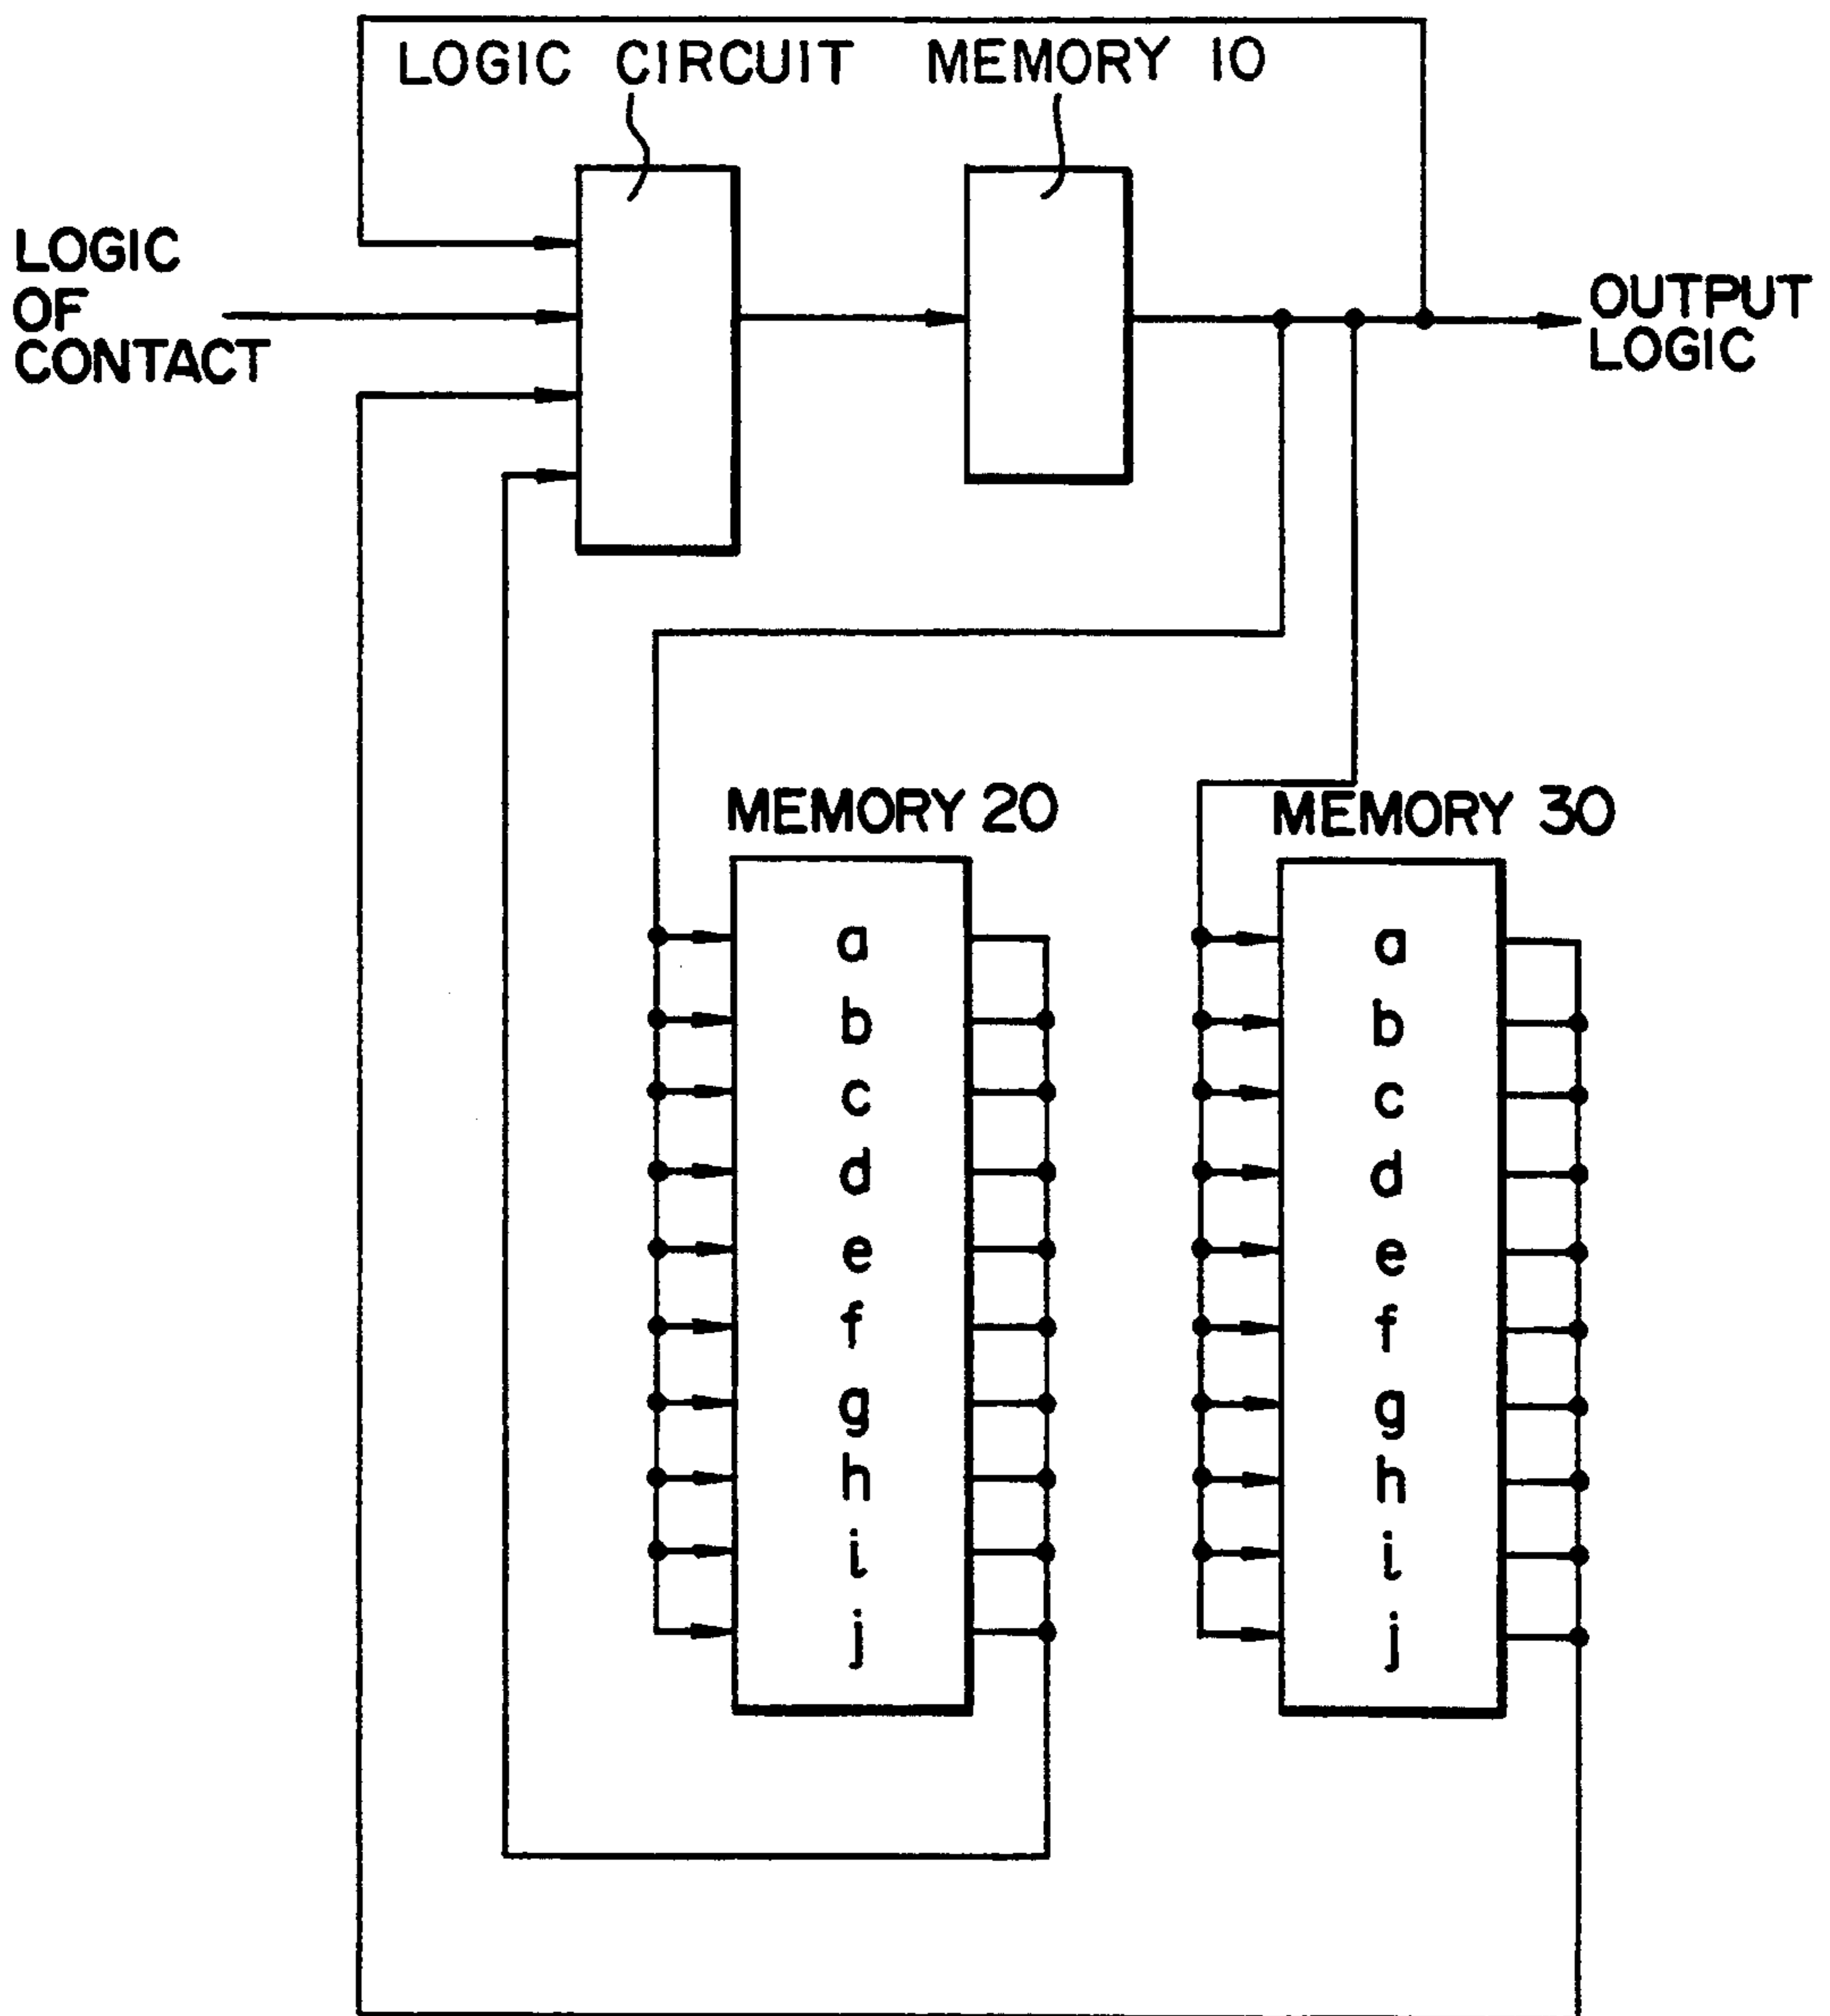 LOGIC CIRCUIT
MEMORY 10
LOGIC
OF
CONTACT
OUTPUT
LOGIC
MEMORY 20
a
b
c
d
e
f
g
h
i
j
MEMORY 30
a
b
c
d
e
f
g
h
i
j